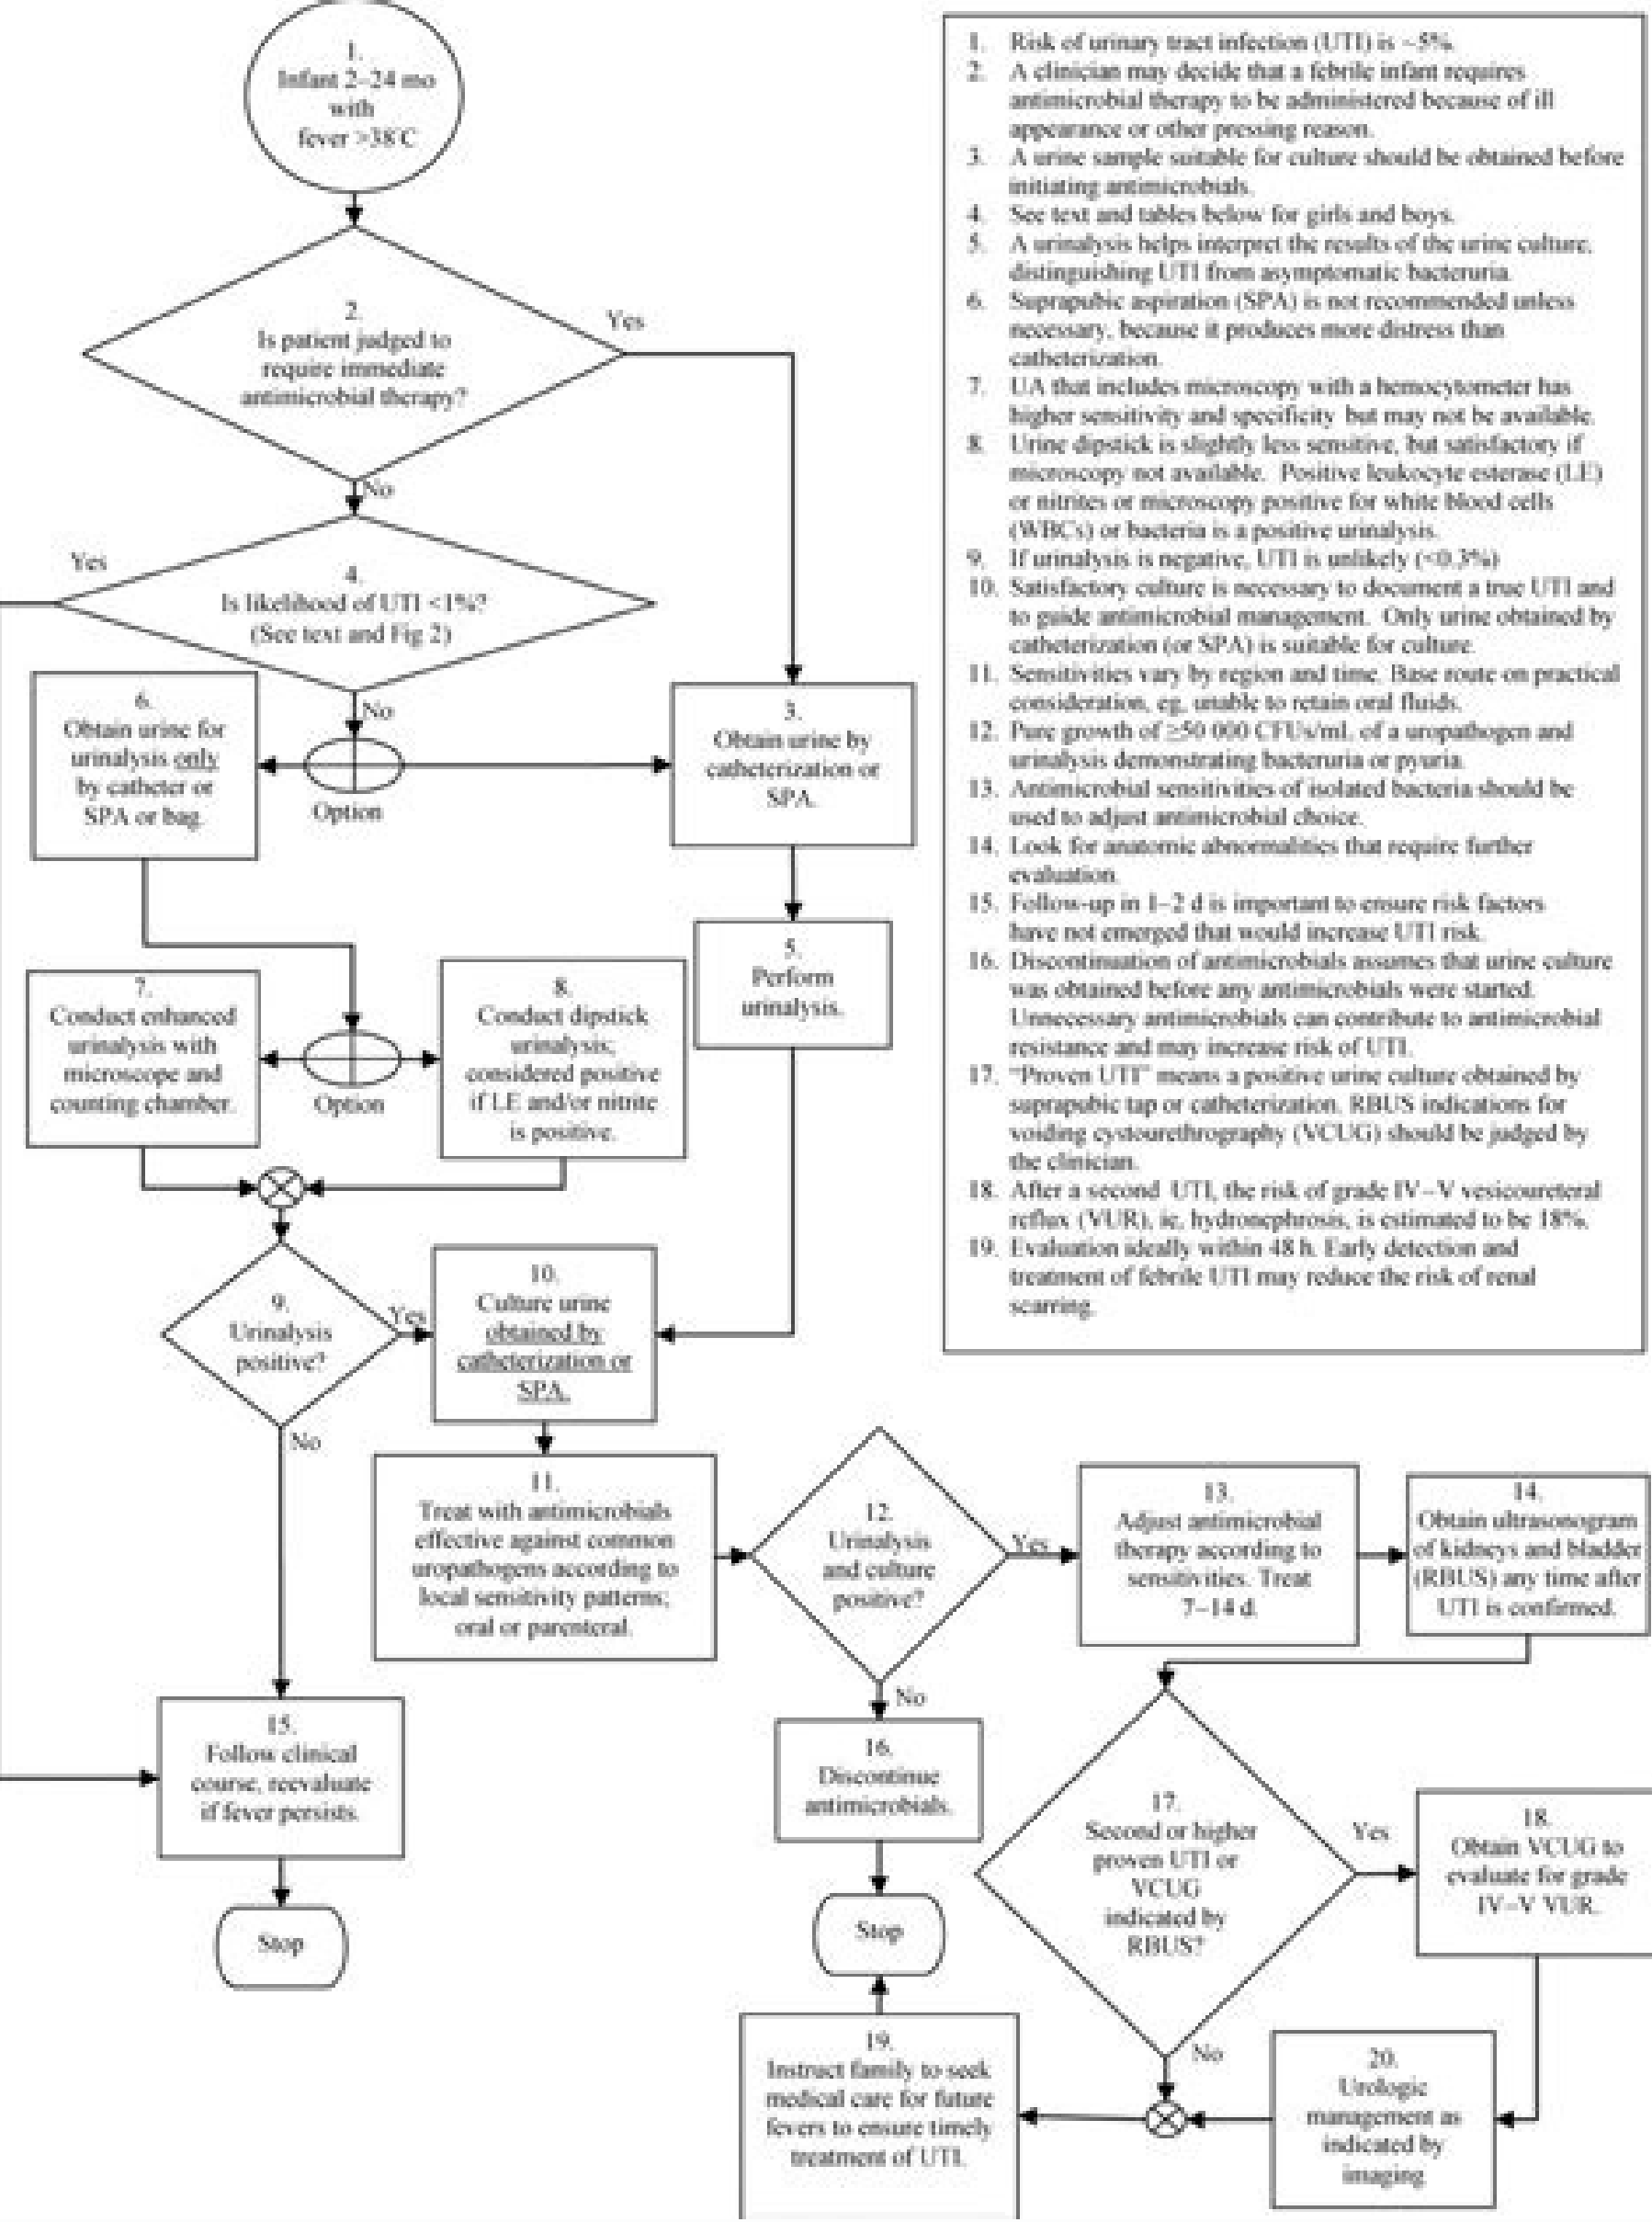 1.
Infant 2–24 mo
with
fever >38°C
2.
Is patient judged to
require immediate
antimicrobial therapy?
Yes
No
4.
Is likelihood of UTI <1%?
(See text and Fig 2)
Yes
No
Option
6.
Obtain urine for
urinalysis only
by catheter or
SPA or bag.
3.
Obtain urine by
catheterization or
SPA.
5.
Perform
urinalysis.
7.
Conduct enhanced
urinalysis with
microscope and
counting chamber.
Option
8.
Conduct dipstick
urinalysis;
considered positive
if LE and/or nitrite
is positive.
9.
Urinalysis
positive?
Yes
No
10.
Culture urine
obtained by
catheterization or
SPA.
11.
Treat with antimicrobials
effective against common
uropathogens according to
local sensitivity patterns;
oral or parenteral.
12.
Urinalysis
and culture
positive?
Yes
No
13.
Adjust antimicrobial
therapy according to
sensitivities. Treat
7–14 d.
14.
Obtain ultrasonogram
of kidneys and bladder
(RBUS) any time after
UTI is confirmed.
15.
Follow clinical
course, reevaluate
if fever persists.
Stop
16.
Discontinue
antimicrobials.
Stop
17.
Second or higher
proven UTI or
VCUG
indicated by
RBUS?
Yes
No
18.
Obtain VCUG to
evaluate for grade
IV–V VUR.
19.
Instruct family to seek
medical care for future
fevers to ensure timely
treatment of UTI.
20.
Urologic
management as
indicated by
imaging
1. Risk of urinary tract infection (UTI) is ~5%.
2. A clinician may decide that a febrile infant requires
antimicrobial therapy to be administered because of ill
appearance or other pressing reason.
3. A urine sample suitable for culture should be obtained before
initiating antimicrobials.
4. See text and tables below for girls and boys.
5. A urinalysis helps interpret the results of the urine culture,
distinguishing UTI from asymptomatic bacteruria.
6. Suprapubic aspiration (SPA) is not recommended unless
necessary, because it produces more distress than
catheterization.
7. UA that includes microscopy with a hemocytometer has
higher sensitivity and specificity but may not be available.
8. Urine dipstick is slightly less sensitive, but satisfactory if
microscopy not available. Positive leukocyte esterase (LE)
or nitrites or microscopy positive for white blood cells
(WBCs) or bacteria is a positive urinalysis.
9. If urinalysis is negative, UTI is unlikely (<0.3%)
10. Satisfactory culture is necessary to document a true UTI and
to guide antimicrobial management. Only urine obtained by
catheterization (or SPA) is suitable for culture.
11. Sensitivities vary by region and time. Base route on practical
consideration, eg, unable to retain oral fluids.
12. Pure growth of ≥50 000 CFUs/mL of a uropathogen and
urinalysis demonstrating bacteruria or pyuria.
13. Antimicrobial sensitivities of isolated bacteria should be
used to adjust antimicrobial choice.
14. Look for anatomic abnormalities that require further
evaluation.
15. Follow-up in 1–2 d is important to ensure risk factors
have not emerged that would increase UTI risk.
16. Discontinuation of antimicrobials assumes that urine culture
was obtained before any antimicrobials were started.
Unnecessary antimicrobials can contribute to antimicrobial
resistance and may increase risk of UTI.
17. "Proven UTI" means a positive urine culture obtained by
suprapubic tap or catheterization. RBUS indications for
voiding cystourethrography (VCUG) should be judged by
the clinician.
18. After a second UTI, the risk of grade IV–V vesicoureteral
reflux (VUR), ie, hydronephrosis, is estimated to be 18%.
19. Evaluation ideally within 48 h. Early detection and
treatment of febrile UTI may reduce the risk of renal
scarring.